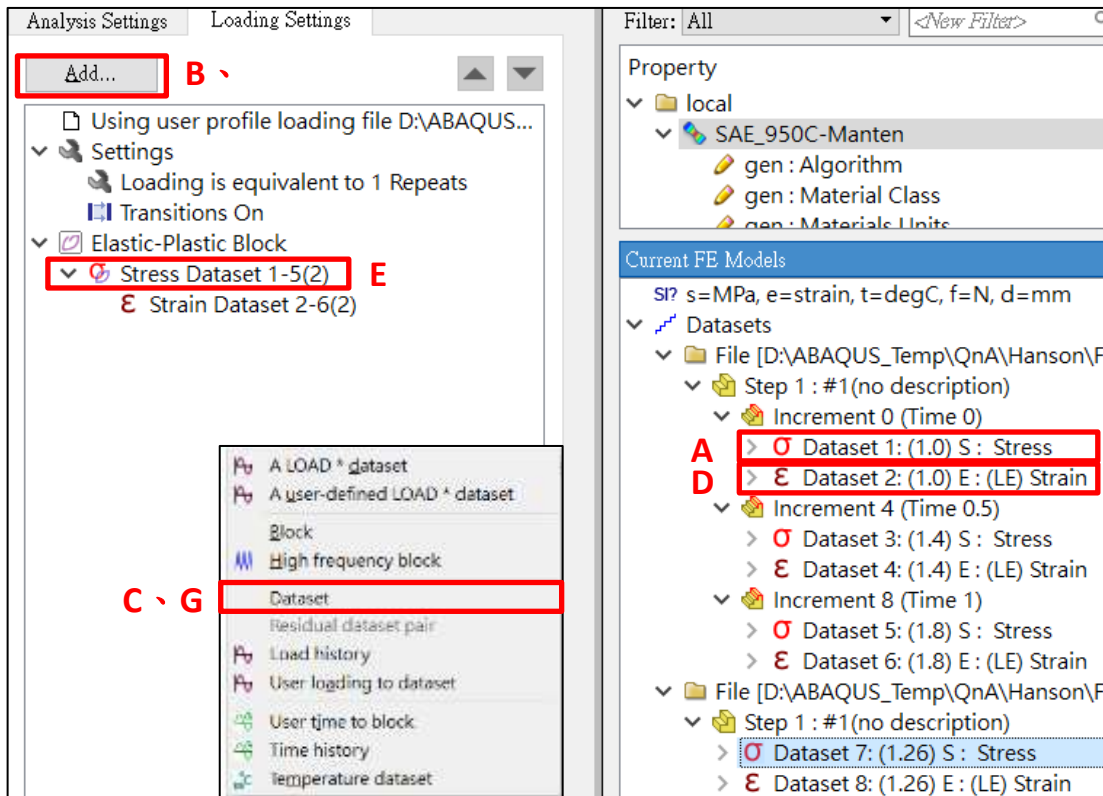 Analysis Settings
Loading Settings
Add...
B、
Using user profile loading file D:\ABAQUS...
Settings
Loading is equivalent to 1 Repeats
Transitions On
Elastic-Plastic Block
Stress Dataset 1-5(2)
E
ε Strain Dataset 2-6(2)
A LOAD * dataset
A user-defined LOAD * dataset
Block
High frequency block
C、G
Dataset
Residual dataset pair
Load history
User loading to dataset
User time to block
Time history
Temperature dataset
Filter: All
<New Filter>
Property
local
SAE_950C-Manten
gen : Algorithm
gen : Material Class
gen : Materials Units
Current FE Models
SI? s=MPa, e=strain, t=degC, f=N, d=mm
Datasets
File [D:\ABAQUS_Temp\QnA\Hanson\F
Step 1 : #1(no description)
Increment 0 (Time 0)
A
σ Dataset 1: (1.0) S : Stress
D
ε Dataset 2: (1.0) E : (LE) Strain
Increment 4 (Time 0.5)
σ Dataset 3: (1.4) S : Stress
ε Dataset 4: (1.4) E : (LE) Strain
Increment 8 (Time 1)
σ Dataset 5: (1.8) S : Stress
ε Dataset 6: (1.8) E : (LE) Strain
File [D:\ABAQUS_Temp\QnA\Hanson\F
Step 1 : #1(no description)
σ Dataset 7: (1.26) S : Stress
ε Dataset 8: (1.26) E : (LE) Strain